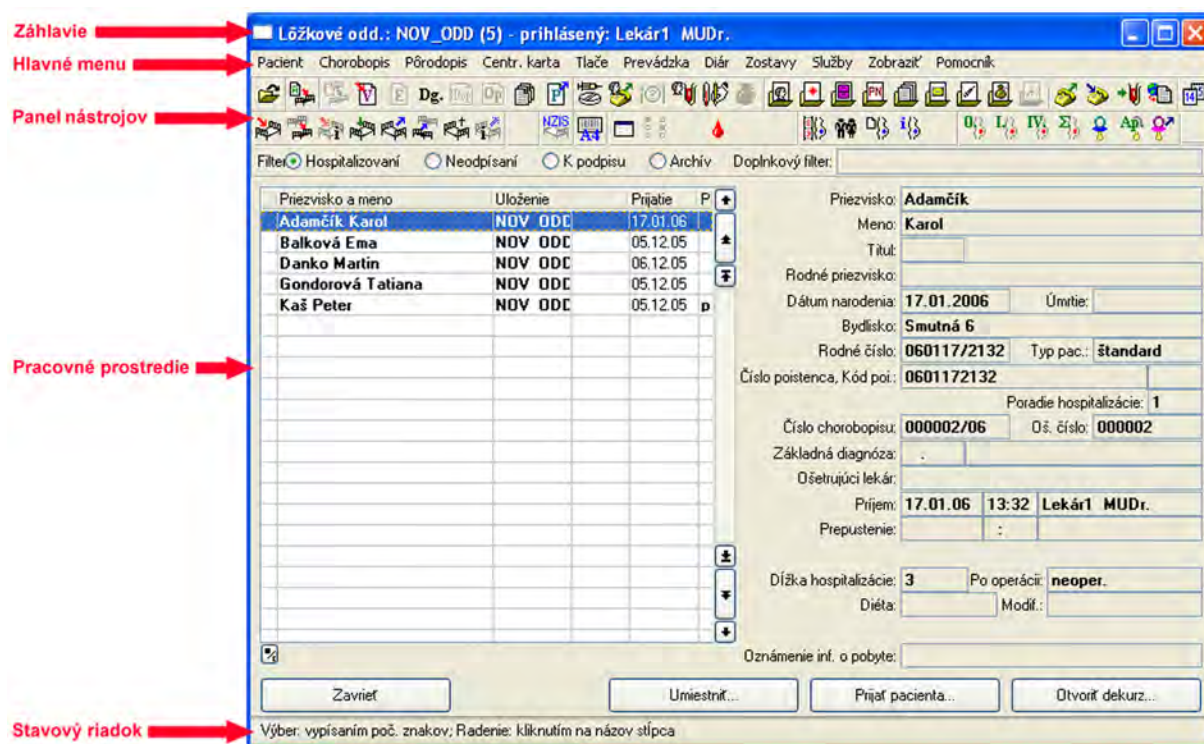 Záhlavie
Lôžkové odd.: NOV_ODD (5) - prihlásený: Lekár1 MUDr.
Hlavné menu
Pacient Chorobopis Pôrodopis Centr. karta Tlače Prevádzka Diár Zostavy Služby Zobraziť Pomocník
Dg.
Panel nástrojov
NZIS
A4
Filter Hospitalizovaní Neodpísaní K podpisu Archív Doplnkový filter:
Priezvisko a meno Uloženie Prijatie P
Adamčík Karol NOV ODD 17.01.06
Balková Ema NOV ODD 05.12.05
Danko Martin NOV ODD 06.12.05
Gondorová Tatiana NOV ODD 05.12.05
Kaš Peter NOV ODD 05.12.05 p
Priezvisko: Adamčík
Meno: Karol
Titul:
Rodné priezvisko:
Dátum narodenia: 17.01.2006 Úmrtie:
Bydlisko: Smutná 6
Rodné číslo: 060117/2132 Typ pac.: štandard
Číslo poistenca, Kód poi.: 0601172132
Poradie hospitalizácie: 1
Číslo chorobopisu: 000002/06 Oš. číslo: 000002
Základná diagnóza: .
Ošetrujúci lekár:
Príjem: 17.01.06 13:32 Lekár1 MUDr.
Prepustenie: :
Dĺžka hospitalizácie: 3 Po operácii: neoper.
Diéta: Modif.:
Oznámenie inf. o pobyte:
Pracovné prostredie
Zavrieť Umiestniť... Prijať pacienta... Otvoriť dekurz...
Stavový riadok
Výber: vypísaním poč. znakov; Radenie: kliknutím na názov stĺpca